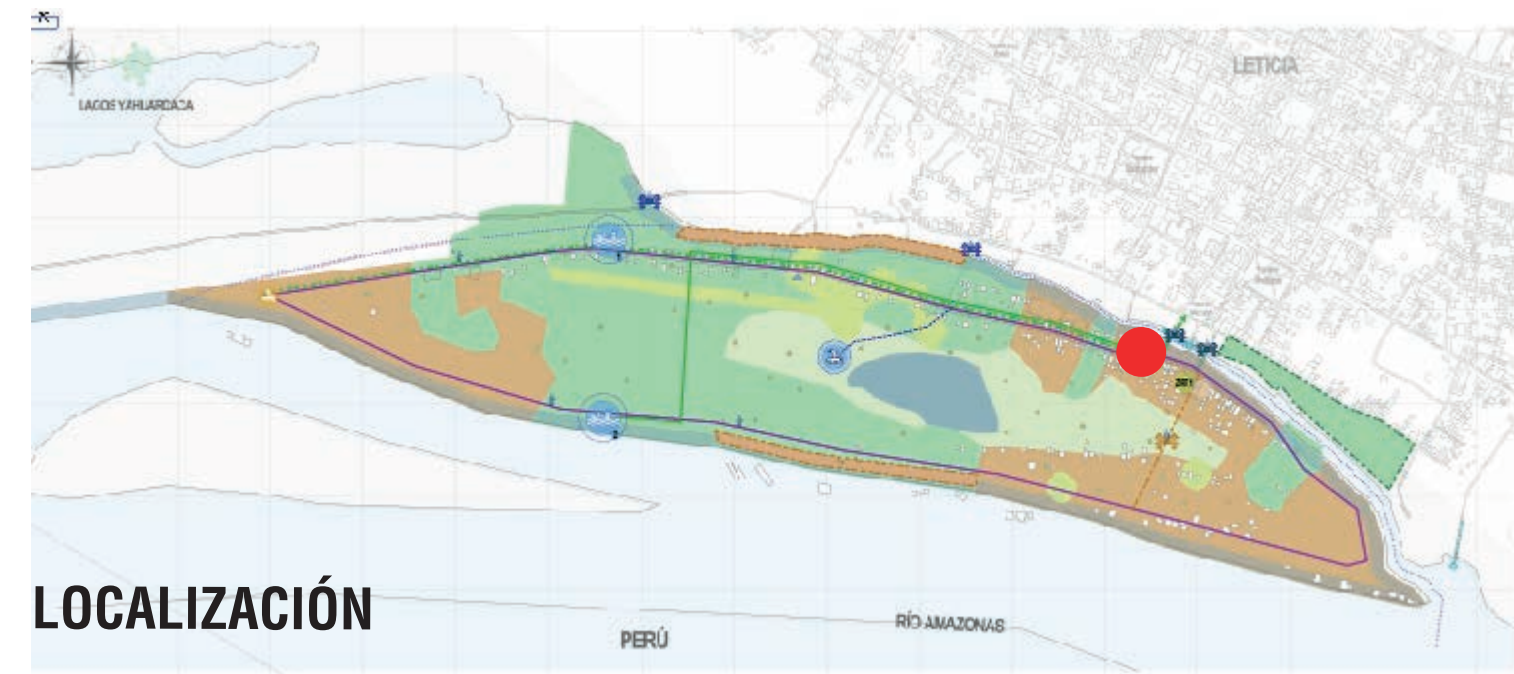 LETICIA
LAGOS YAHUARCACA
LOCALIZACIÓN
PERÚ
RÍO AMAZONAS